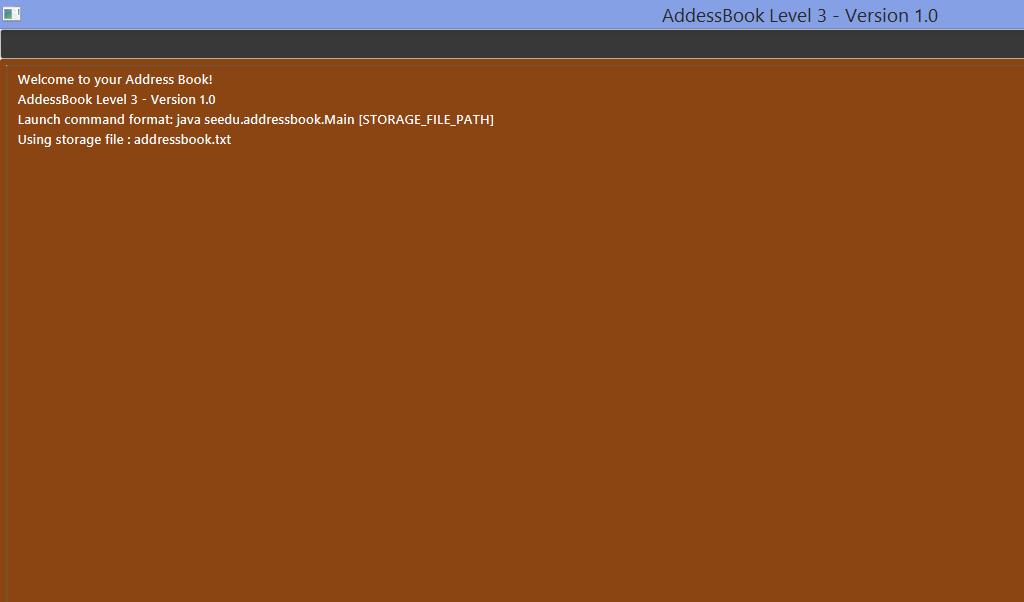 AddessBook Level 3 - Version 1.0
Welcome to your Address Book!
AddessBook Level 3 - Version 1.0
Launch command format: java seedu.addressbook.Main [STORAGE_FILE_PATH]
Using storage file : addressbook.txt